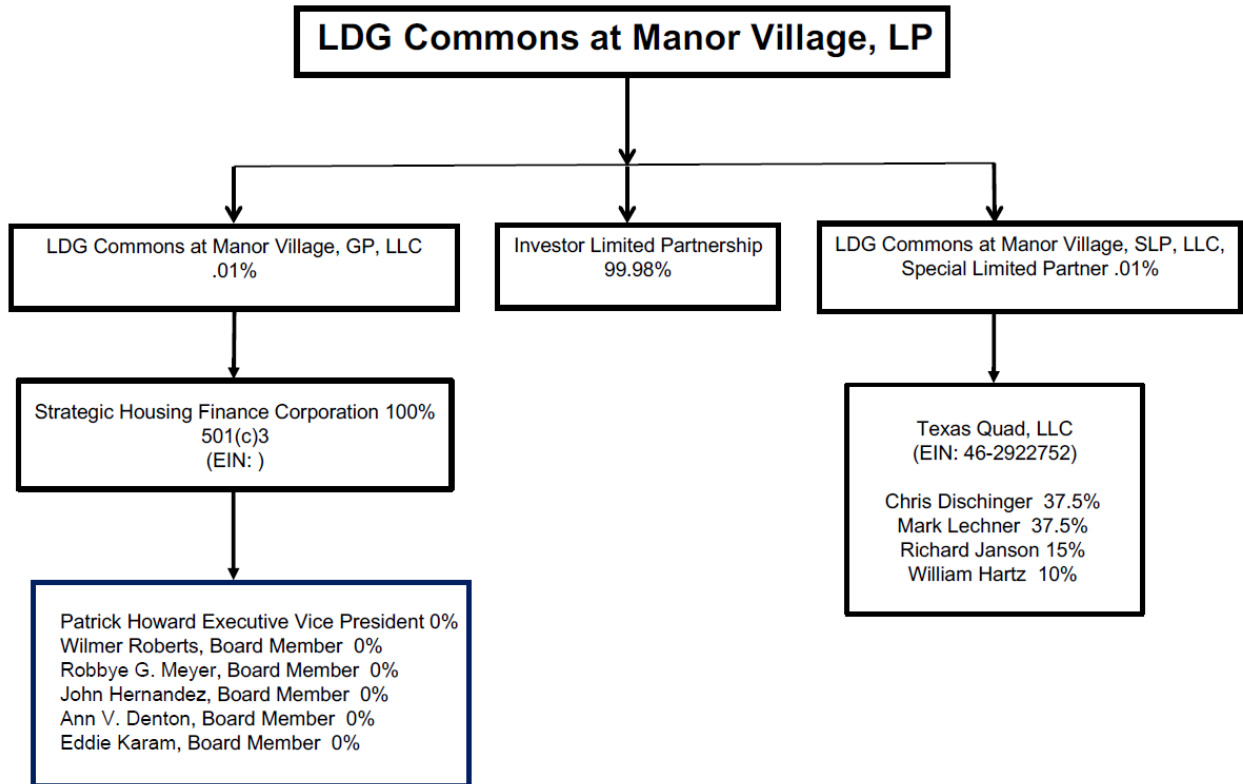 LDG Commons at Manor Village, LP
LDG Commons at Manor Village, GP, LLC
.01%
Investor Limited Partnership
99.98%
LDG Commons at Manor Village, SLP, LLC,
Special Limited Partner .01%
Strategic Housing Finance Corporation 100%
501(c)3
(EIN: )
Texas Quad, LLC
(EIN: 46-2922752)
Chris Dischinger 37.5%
Mark Lechner 37.5%
Richard Janson 15%
William Hartz 10%
Patrick Howard Executive Vice President 0%
Wilmer Roberts, Board Member 0%
Robbye G. Meyer, Board Member 0%
John Hernandez, Board Member 0%
Ann V. Denton, Board Member 0%
Eddie Karam, Board Member 0%